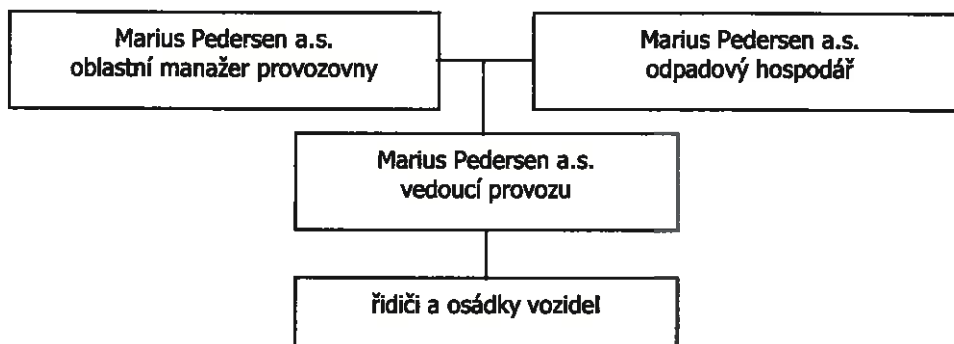 Marius Pedersen a.s.
oblastní manažer provozovny
Marius Pedersen a.s.
odpadový hospodář
Marius Pedersen a.s.
vedoucí provozu
řidiči a osádky vozidel